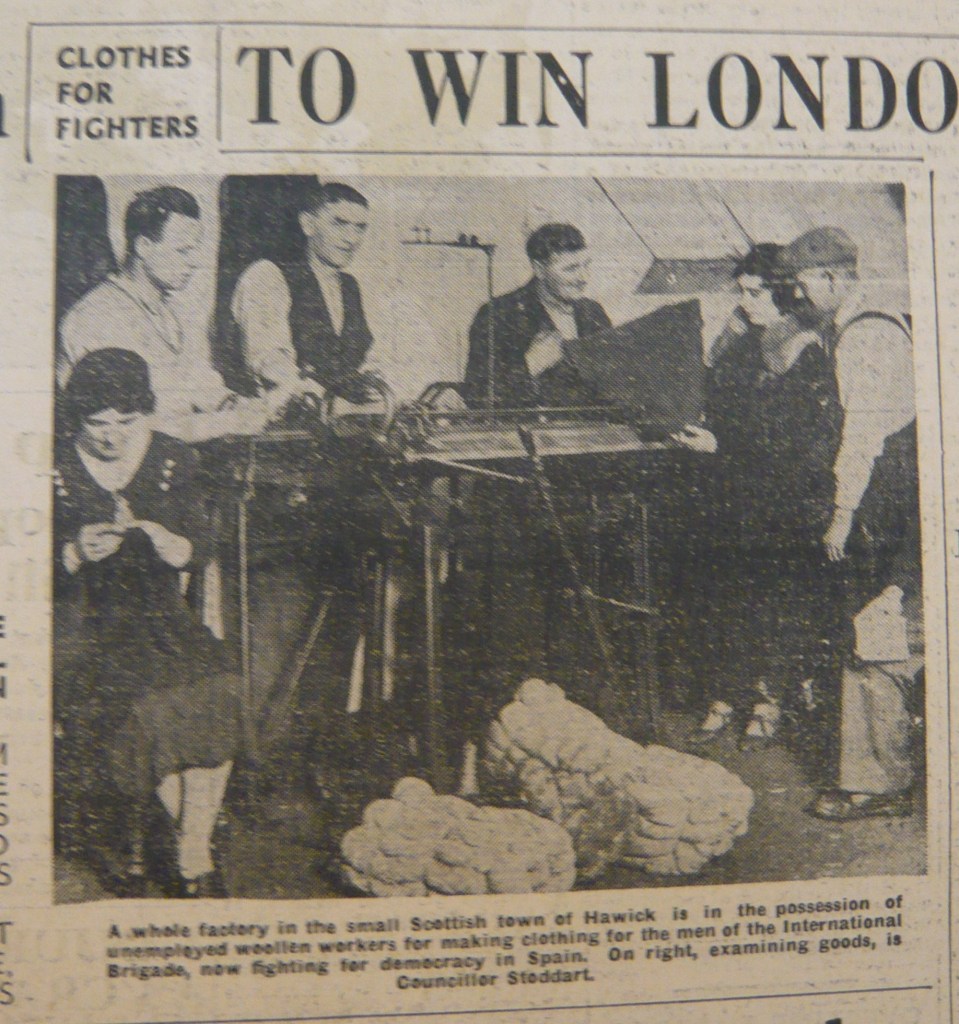 CLOTHES
FOR
FIGHTERS
TO WIN LONDO
A whole factory in the small Scottish town of Hawick is in the possession of
unemployed woollen workers for making clothing for the men of the International
Brigade, now fighting for democracy in Spain. On right, examining goods, is
Councillor Stoddart.